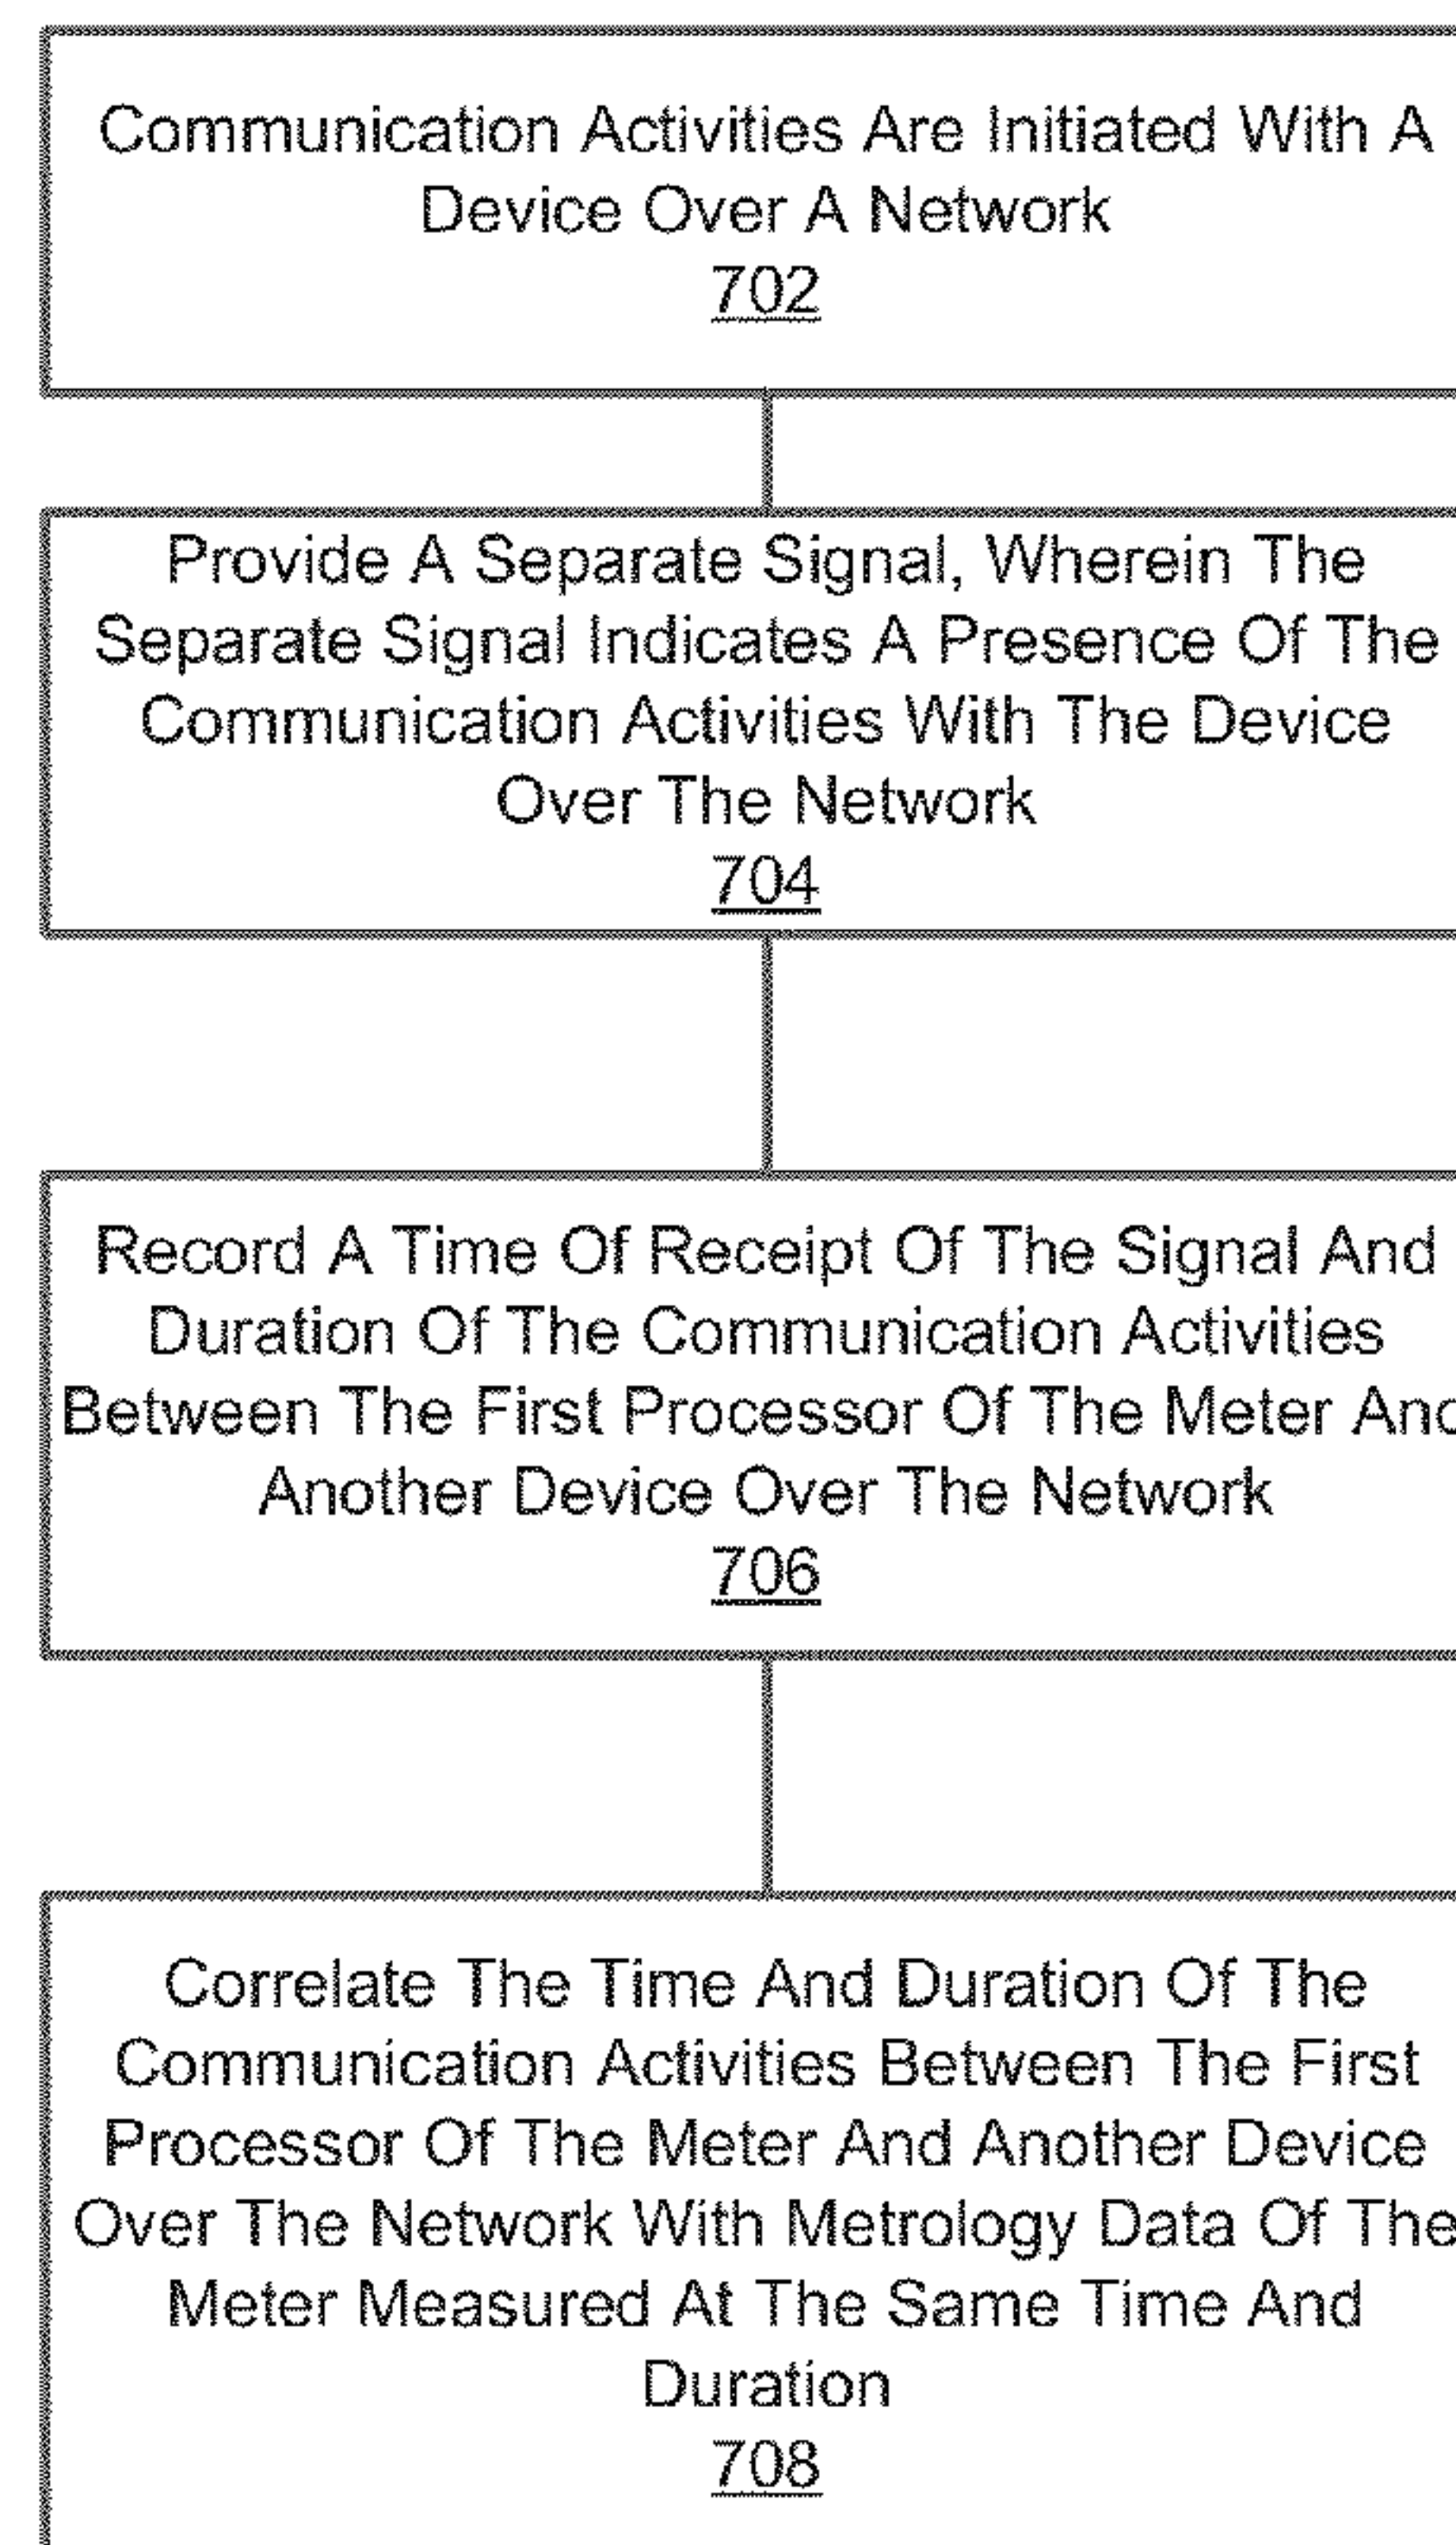 Communication Activities Are Initiated With A
Device Over A Network
702
Provide A Separate Signal, Wherein The
Separate Signal Indicates A Presence Of The
Communication Activities With The Device
Over The Network
704
Record A Time Of Receipt Of The Signal And
Duration Of The Communication Activities
Between The First Processor Of The Meter And
Another Device Over The Network
706
Correlate The Time And Duration Of The
Communication Activities Between The First
Processor Of The Meter And Another Device
Over The Network With Metrology Data Of The
Meter Measured At The Same Time And
Duration
708